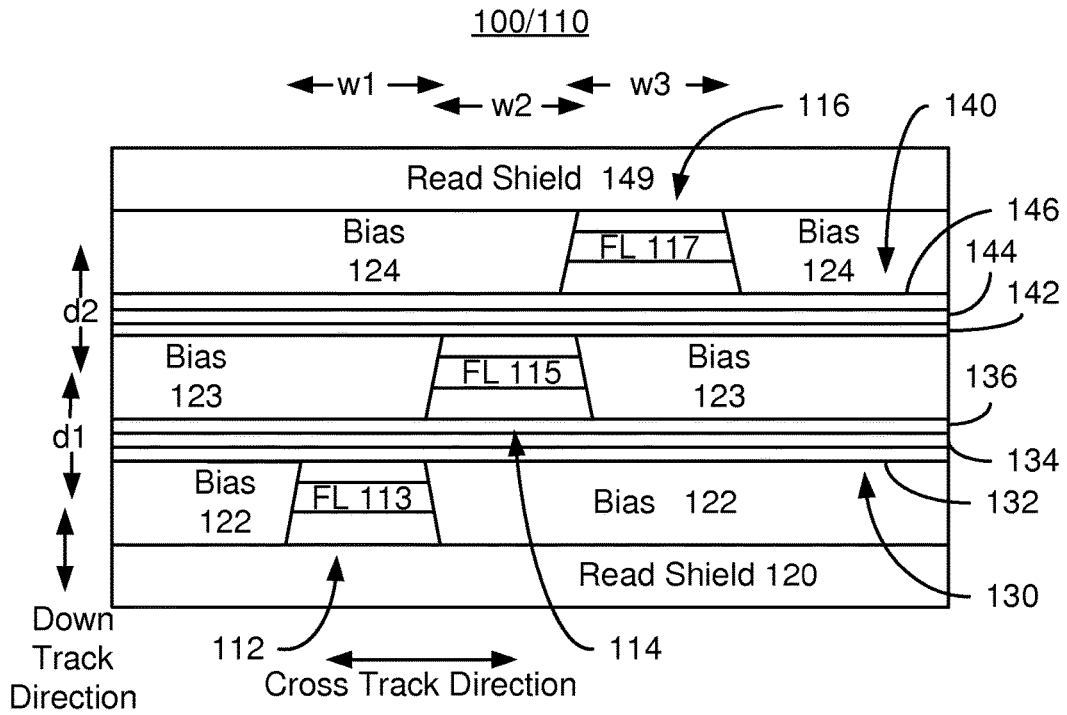 100/110
w1
w2
w3
116
140
Read Shield 149
146
Bias
124
FL 117
Bias
124
144
142
d2
Bias
123
FL 115
Bias
123
136
d1
134
Bias
122
FL 113
Bias 122
132
Read Shield 120
130
Down
Track
Direction
112
114
Cross Track Direction